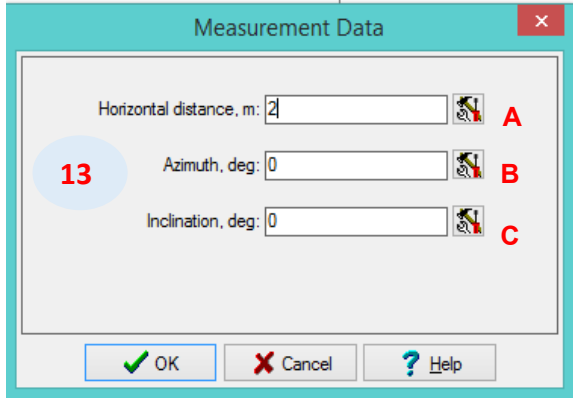 Measurement Data
Horizontal distance, m: 2 A
13
Azimuth, deg: 0 B
Inclination, deg: 0 C
OK Cancel Help